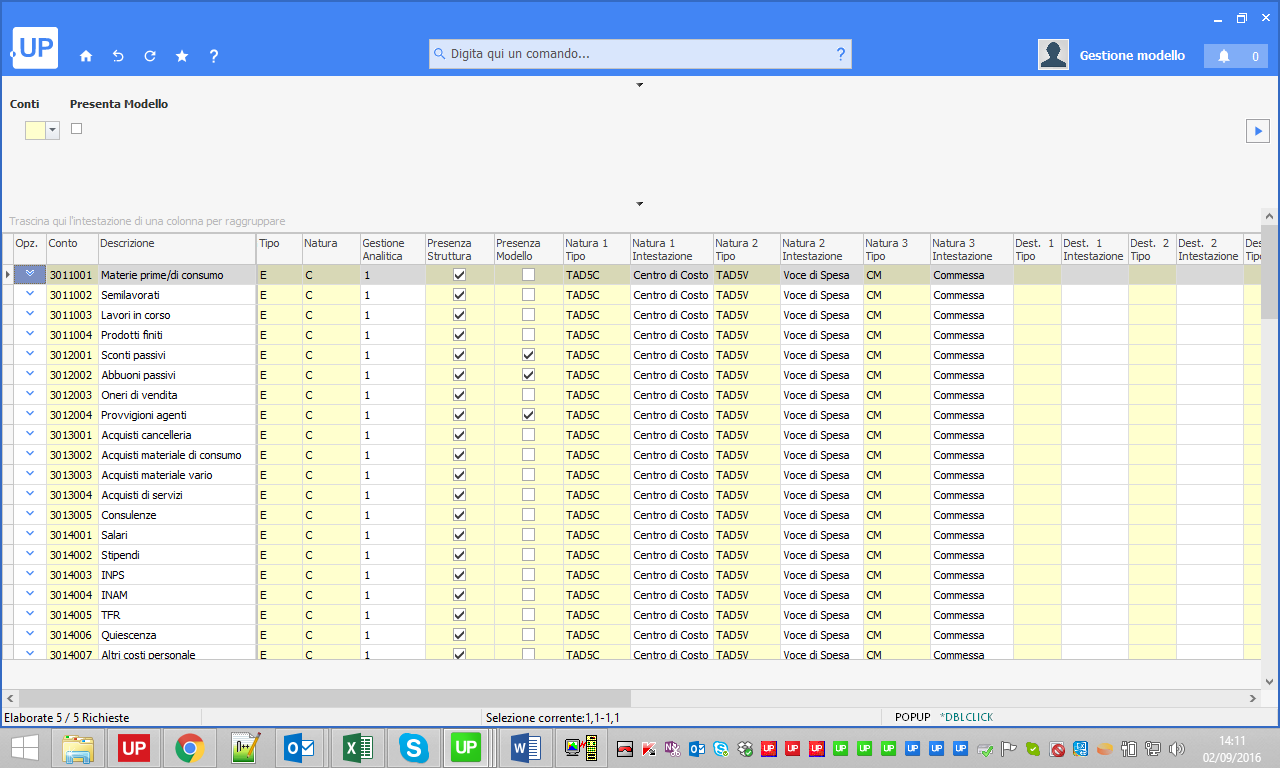 UP
Digita qui un comando...
?
?
Gestione modello
0
Conti Presenta Modello
Trascina qui l'intestazione di una colonna per raggruppare
Opz. Conto Descrizione Tipo Natura Gestione Analitica Presenza Struttura Presenza Modello Natura 1 Tipo Natura 1 Intestazione Natura 2 Tipo Natura 2 Intestazione Natura 3 Tipo Natura 3 Intestazione Dest. 1 Tipo Dest. 1 Intestazione Dest. 2 Tipo Dest. 2 Intestazione
3011001 Materie prime/di consumo E C 1 TAD5C Centro di Costo TAD5V Voce di Spesa CM Commessa
3011002 Semilavorati E C 1 TAD5C Centro di Costo TAD5V Voce di Spesa CM Commessa
3011003 Lavori in corso E C 1 TAD5C Centro di Costo TAD5V Voce di Spesa CM Commessa
3011004 Prodotti finiti E C 1 TAD5C Centro di Costo TAD5V Voce di Spesa CM Commessa
3012001 Sconti passivi E C 1 TAD5C Centro di Costo TAD5V Voce di Spesa CM Commessa
3012002 Abbuoni passivi E C 1 TAD5C Centro di Costo TAD5V Voce di Spesa CM Commessa
3012003 Oneri di vendita E C 1 TAD5C Centro di Costo TAD5V Voce di Spesa CM Commessa
3012004 Provvigioni agenti E C 1 TAD5C Centro di Costo TAD5V Voce di Spesa CM Commessa
3013001 Acquisti cancelleria E C 1 TAD5C Centro di Costo TAD5V Voce di Spesa CM Commessa
3013002 Acquisti materiale di consumo E C 1 TAD5C Centro di Costo TAD5V Voce di Spesa CM Commessa
3013003 Acquisti materiale vario E C 1 TAD5C Centro di Costo TAD5V Voce di Spesa CM Commessa
3013004 Acquisti di servizi E C 1 TAD5C Centro di Costo TAD5V Voce di Spesa CM Commessa
3013005 Consulenze E C 1 TAD5C Centro di Costo TAD5V Voce di Spesa CM Commessa
3014001 Salari E C 1 TAD5C Centro di Costo TAD5V Voce di Spesa CM Commessa
3014002 Stipendi E C 1 TAD5C Centro di Costo TAD5V Voce di Spesa CM Commessa
3014003 INPS E C 1 TAD5C Centro di Costo TAD5V Voce di Spesa CM Commessa
3014004 INAM E C 1 TAD5C Centro di Costo TAD5V Voce di Spesa CM Commessa
3014005 TFR E C 1 TAD5C Centro di Costo TAD5V Voce di Spesa CM Commessa
3014006 Quiescenza E C 1 TAD5C Centro di Costo TAD5V Voce di Spesa CM Commessa
3014007 Altri costi personale E C 1 TAD5C Centro di Costo TAD5V Voce di Spesa CM Commessa
Elaborate 5 / 5 Richieste Selezione corrente:1,1-1,1 POPUP *DBLCLICK
UP UP UP UP UP UP UP UP UP UP UP
14:11
02/09/2016